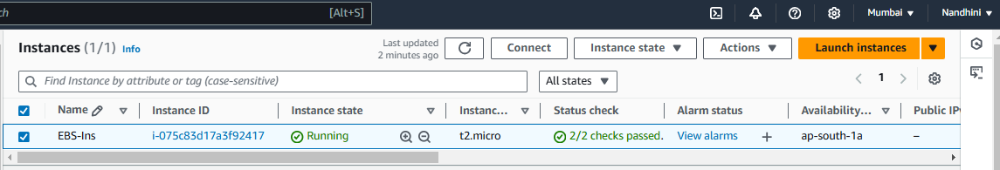 ch [Alt+S] Mumbai Nandhini
Instances (1/1) Info Last updated 2 minutes ago Connect Instance state Actions Launch instances
Find Instance by attribute or tag (case-sensitive) All states 1
Name Instance ID Instance state Instanc... Status check Alarm status Availability... Public IP
EBS-Ins i-075c83d17a3f92417 Running t2.micro 2/2 checks passed. View alarms + ap-south-1a –